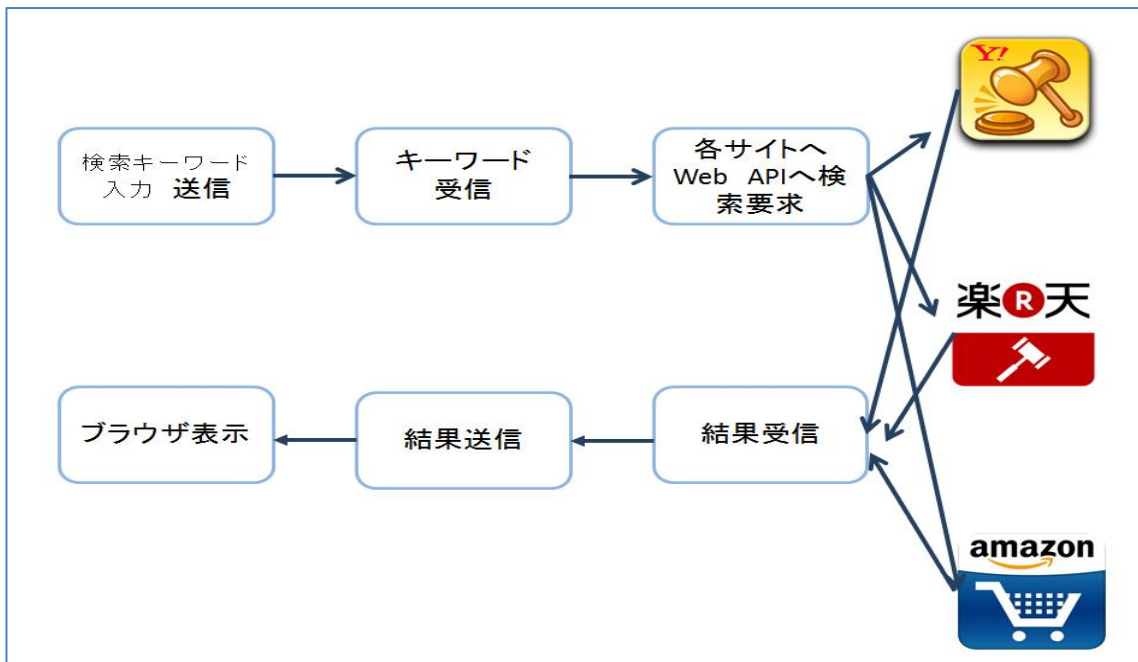 検索キーワード
入力 送信
キーワード
受信
各サイトへ
Web APIへ検
索要求
Y!
楽R天
ブラウザ表示
結果送信
結果受信
amazon